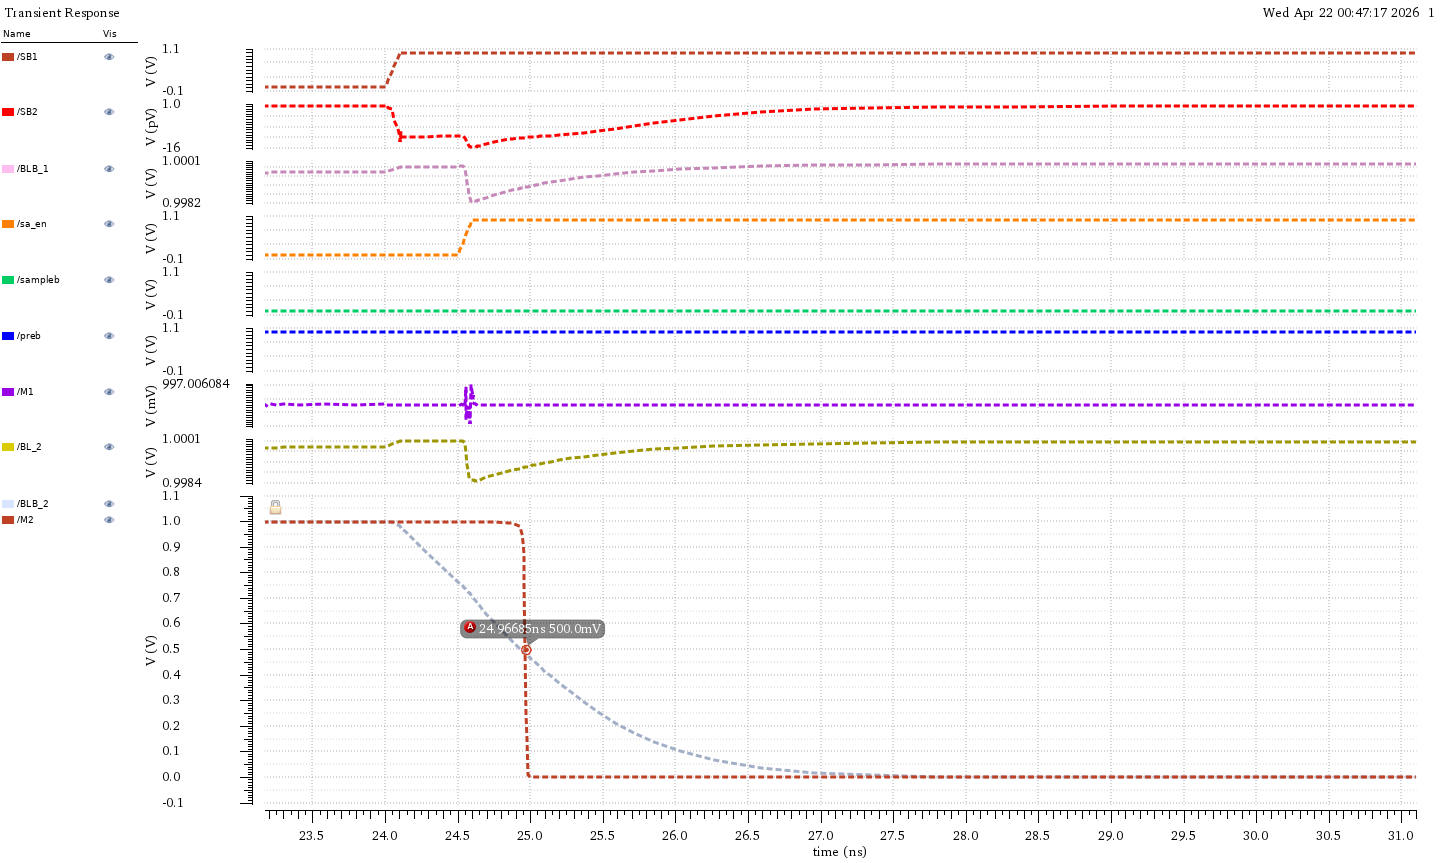 Transient Response
Wed Apr 22 00:47:17 2026 1
Name Vis
/SB1
/SB2
/BLB_1
/sa_en
/sampleb
/preb
/M1
/BL_2
/BLB_2
/M2
V (V)
1.1
-0.1
V (pV)
1.0
-16
V (V)
1.0001
0.9982
V (V)
1.1
-0.1
V (V)
1.1
-0.1
V (V)
1.1
-0.1
V (mV)
997.006084
V (V)
1.0001
0.9984
V (V)
1.1
1.0
0.9
0.8
0.7
0.6
0.5
0.4
0.3
0.2
0.1
0.0
-0.1
A 24.96685ns 500.0mV
23.5 24.0 24.5 25.0 25.5 26.0 26.5 27.0 27.5 28.0 28.5 29.0 29.5 30.0 30.5 31.0
time (ns)